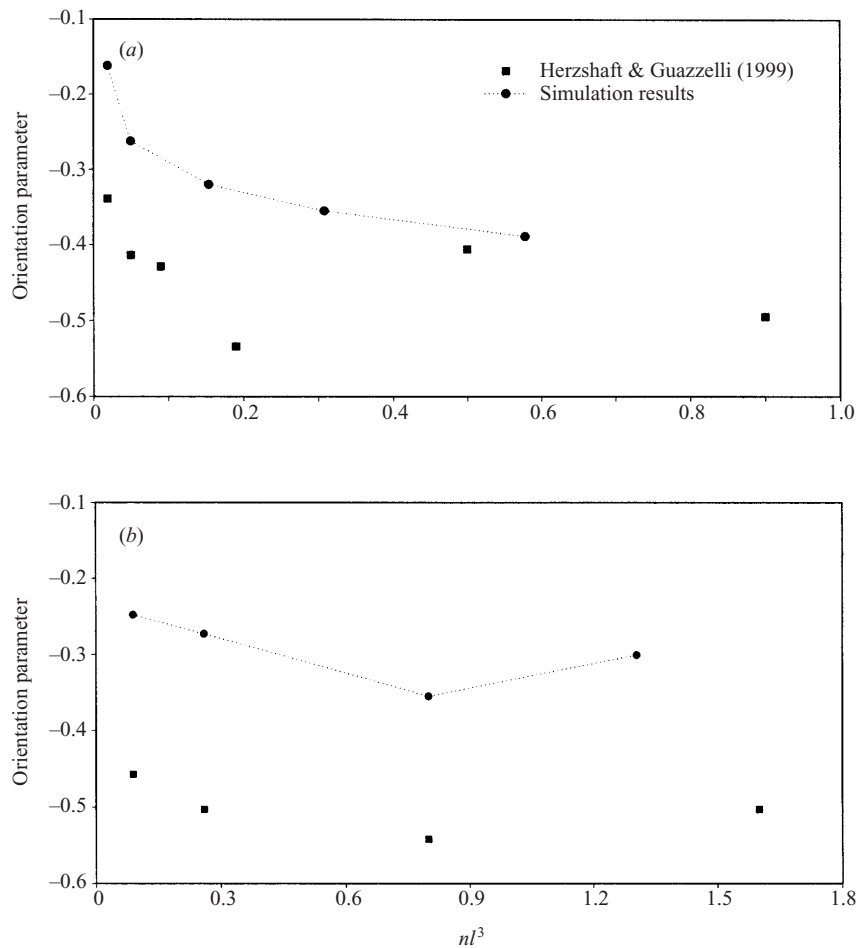 −0.1
(a)
Herzshaft & Guazzelli (1999)
Simulation results
−0.2
−0.3
Orientation parameter
−0.4
−0.5
−0.6
0 0.2 0.4 0.6 0.8 1.0
−0.1
(b)
−0.2
−0.3
Orientation parameter
−0.4
−0.5
−0.6
0 0.3 0.6 0.9 1.2 1.5 1.8
nl³